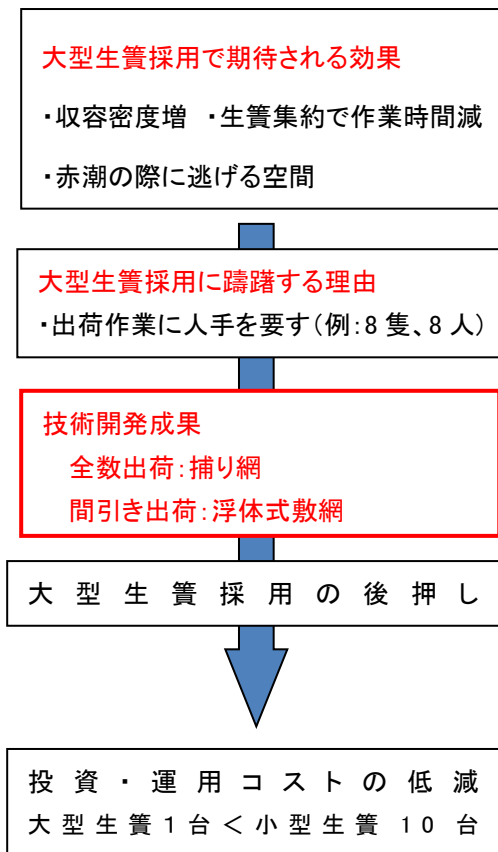 大型生簀採用で期待される効果
・収容密度増 ・生簀集約で作業時間減
・赤潮の際に逃げる空間
大型生簀採用に躊躇する理由
・出荷作業に人手を要す（例：8 隻、8 人）
技術開発成果
全数出荷：捕り網
間引き出荷：浮体式敷網
大型生簀採用の後押し
投資・運用コストの低減
大型生簀１台＜小型生簀 10 台